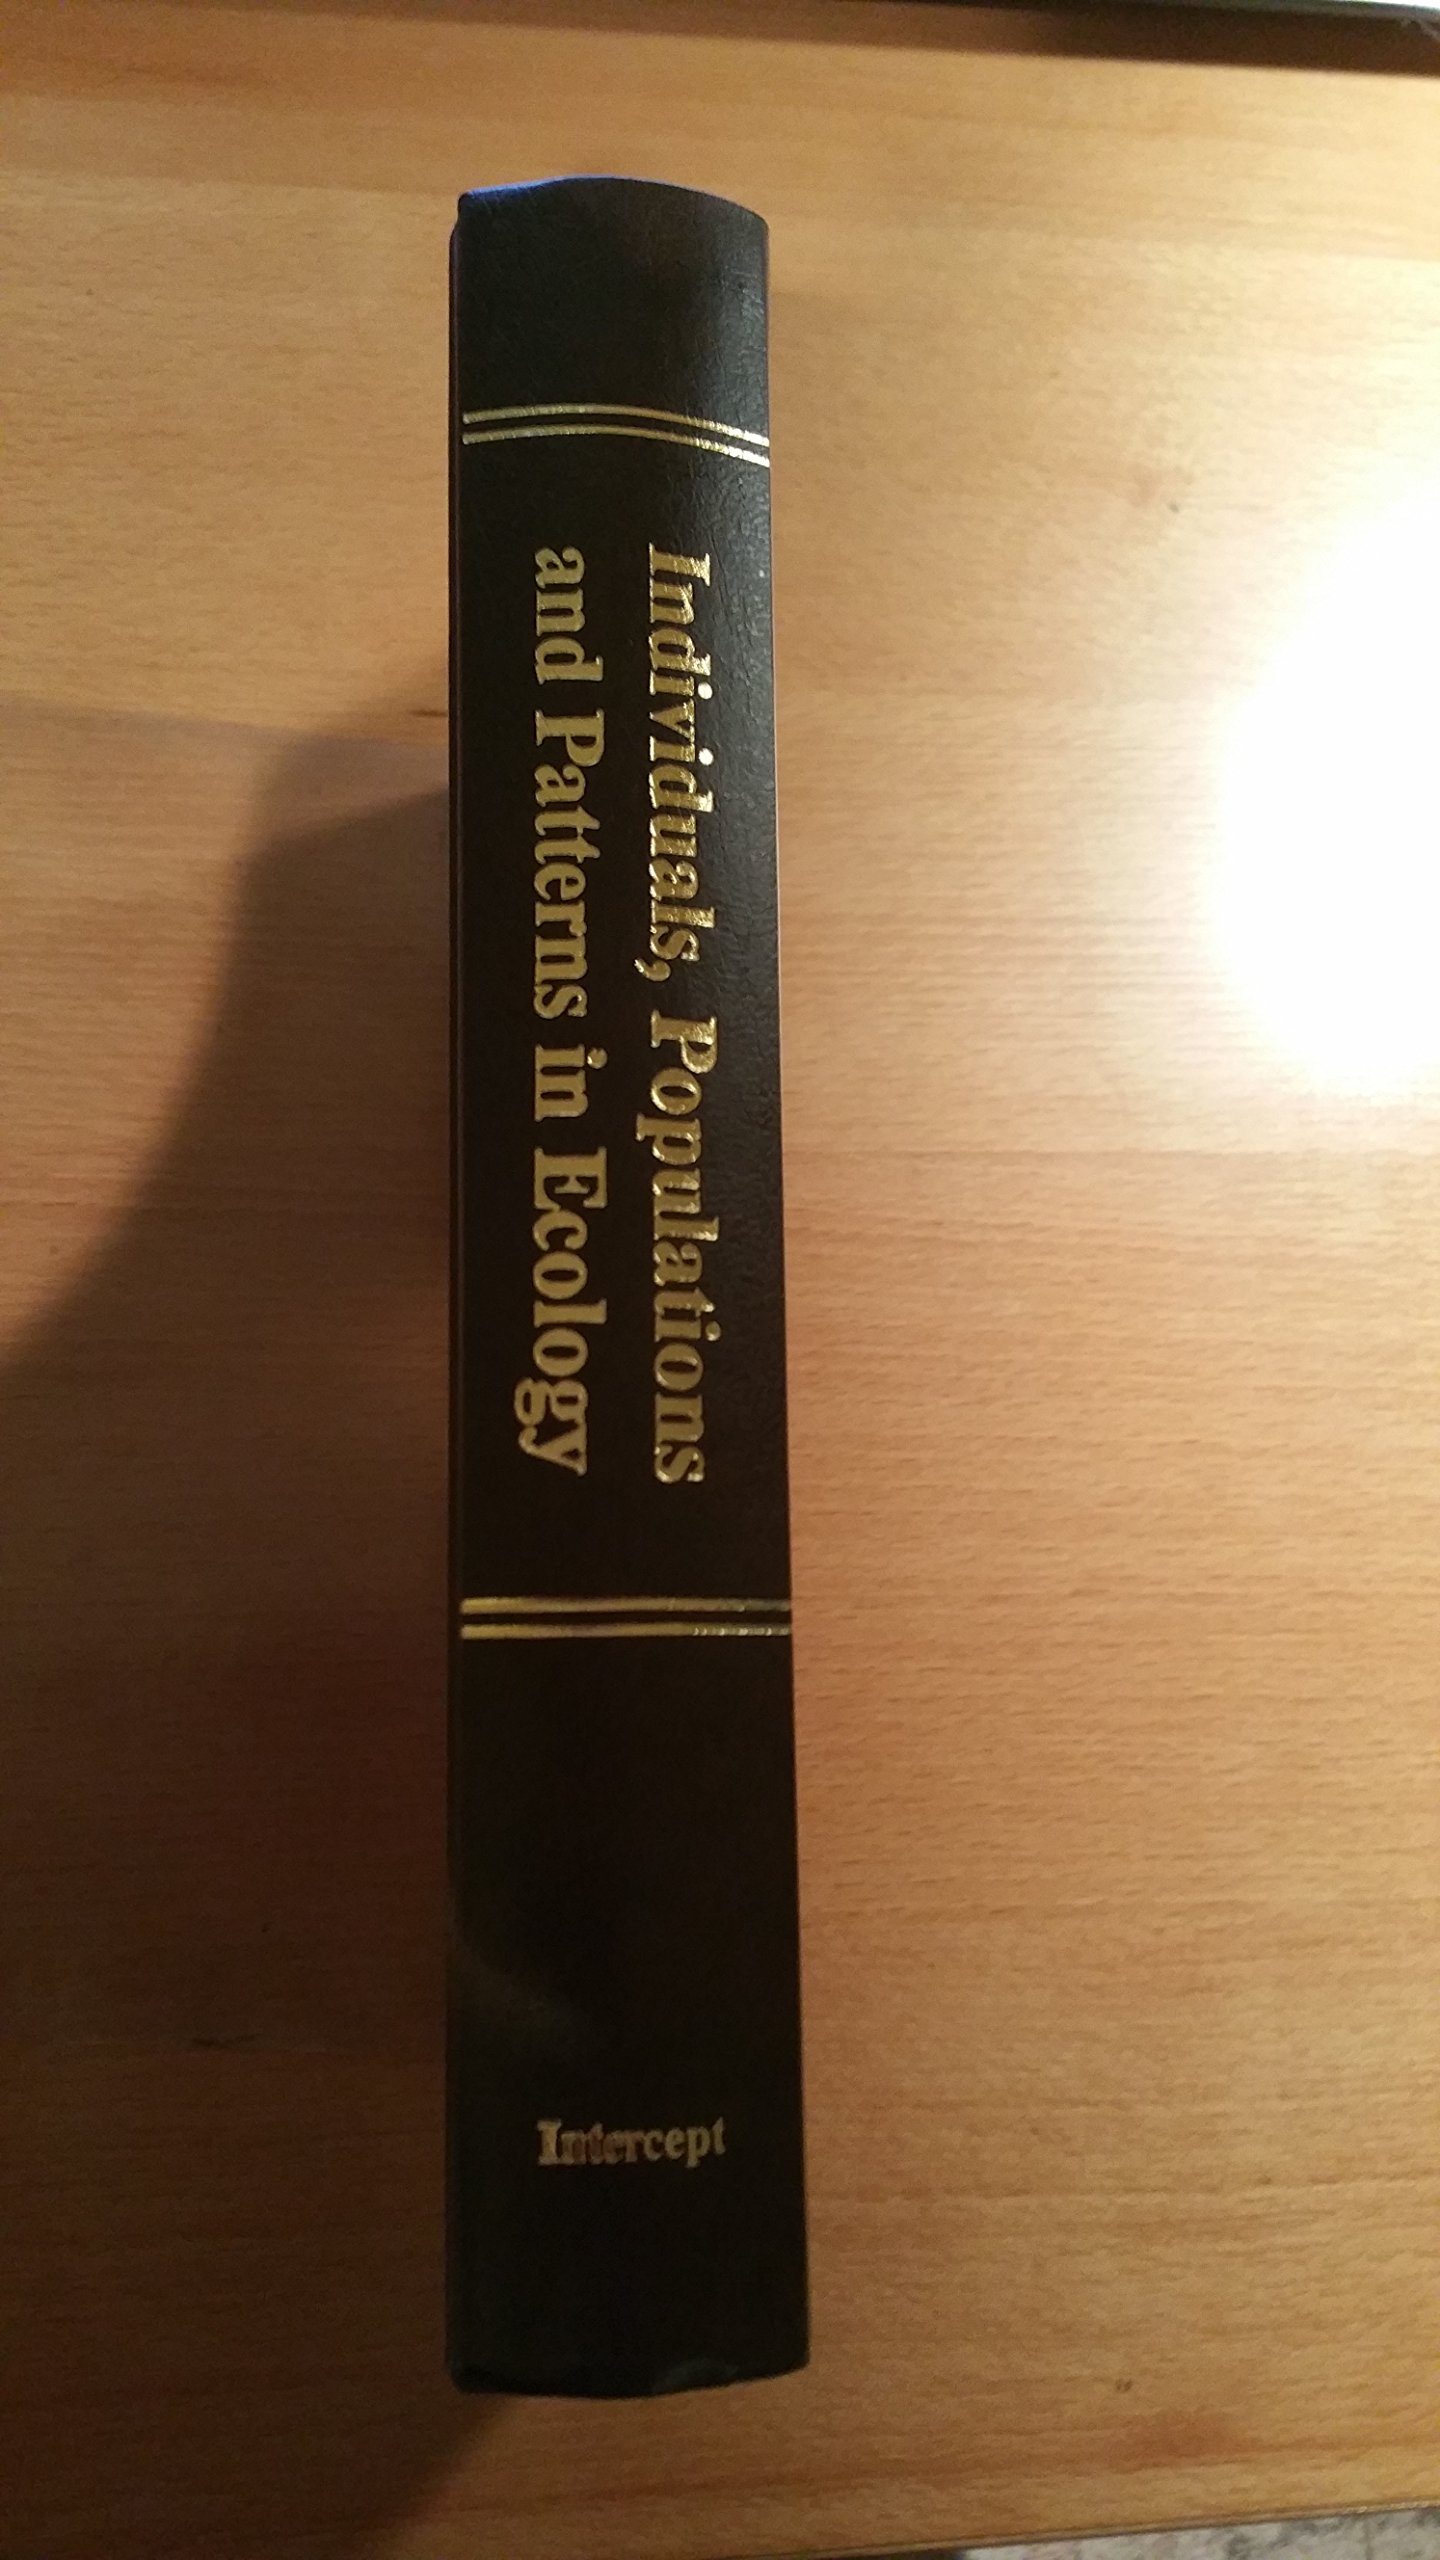 Individuals, Populations
and Patterns in Ecology
Intercept